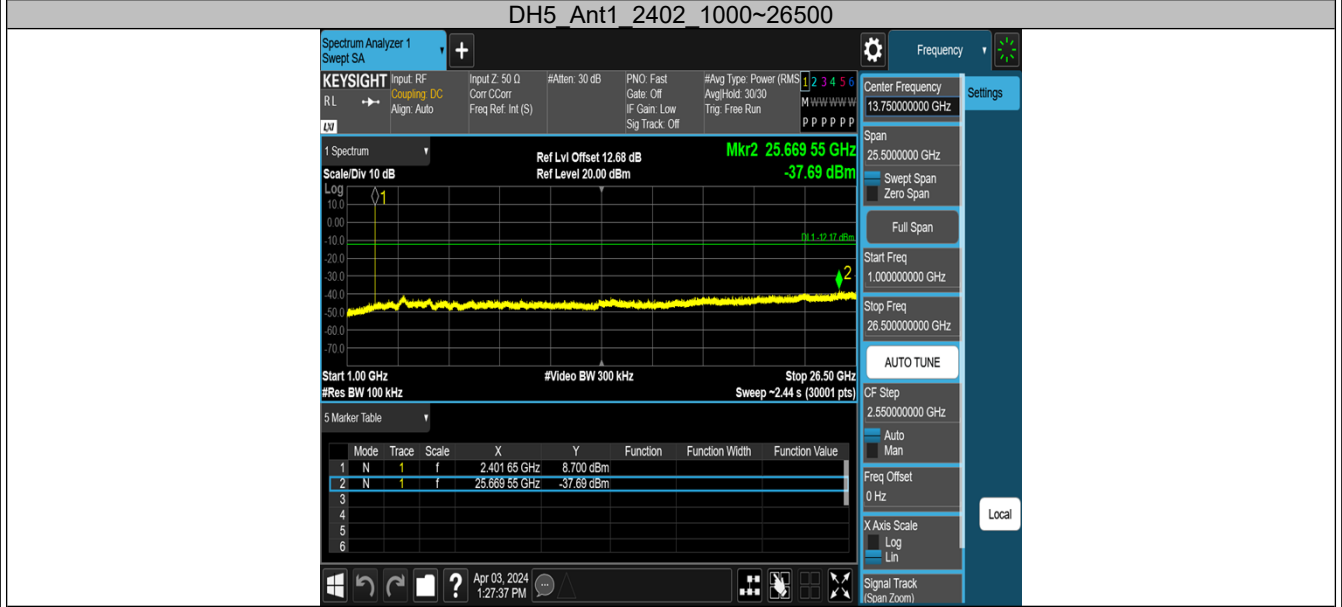 DH5_Ant1_2402_1000~26500
Spectrum Analyzer 1
Swept SA
+
Frequency
KEYSIGHT
RL
LXI
Input: RF
Coupling: DC
Align: Auto
Input Z: 50 Ω
Corr CCorr
Freq Ref: Int (S)
#Atten: 30 dB
PNO: Fast
Gate: Off
IF Gain: Low
Sig Track: Off
#Avg Type: Power (RMS
Avg|Hold: 30/30
Trig: Free Run
1 2 3 4 5 6
M W W W W W
P P P P P P
1 Spectrum
Scale/Div 10 dB
Ref Lvl Offset 12.68 dB
Ref Level 20.00 dBm
Mkr2 25.669 55 GHz
-37.69 dBm
Log
10.0
0.00
-10.0
-20.0
-30.0
-40.0
-50.0
-60.0
-70.0
1
DL1 -12.17 dBm
2
Start 1.00 GHz
#Video BW 300 kHz
Stop 26.50 GHz
#Res BW 100 kHz
Sweep ~2.44 s (30001 pts)
5 Marker Table
Mode Trace Scale X Y Function Function Width Function Value
1 N 1 f 2.401 65 GHz 8.700 dBm
2 N 1 f 25.669 55 GHz -37.69 dBm
3
4
5
6
?
Apr 03, 2024
1:27:37 PM
Center Frequency
13.750000000 GHz
Span
25.5000000 GHz
Swept Span
Zero Span
Full Span
Start Freq
1.000000000 GHz
Stop Freq
26.500000000 GHz
AUTO TUNE
CF Step
2.550000000 GHz
Auto
Man
Freq Offset
0 Hz
X Axis Scale
Log
Lin
Signal Track
(Span Zoom)
Settings
Local